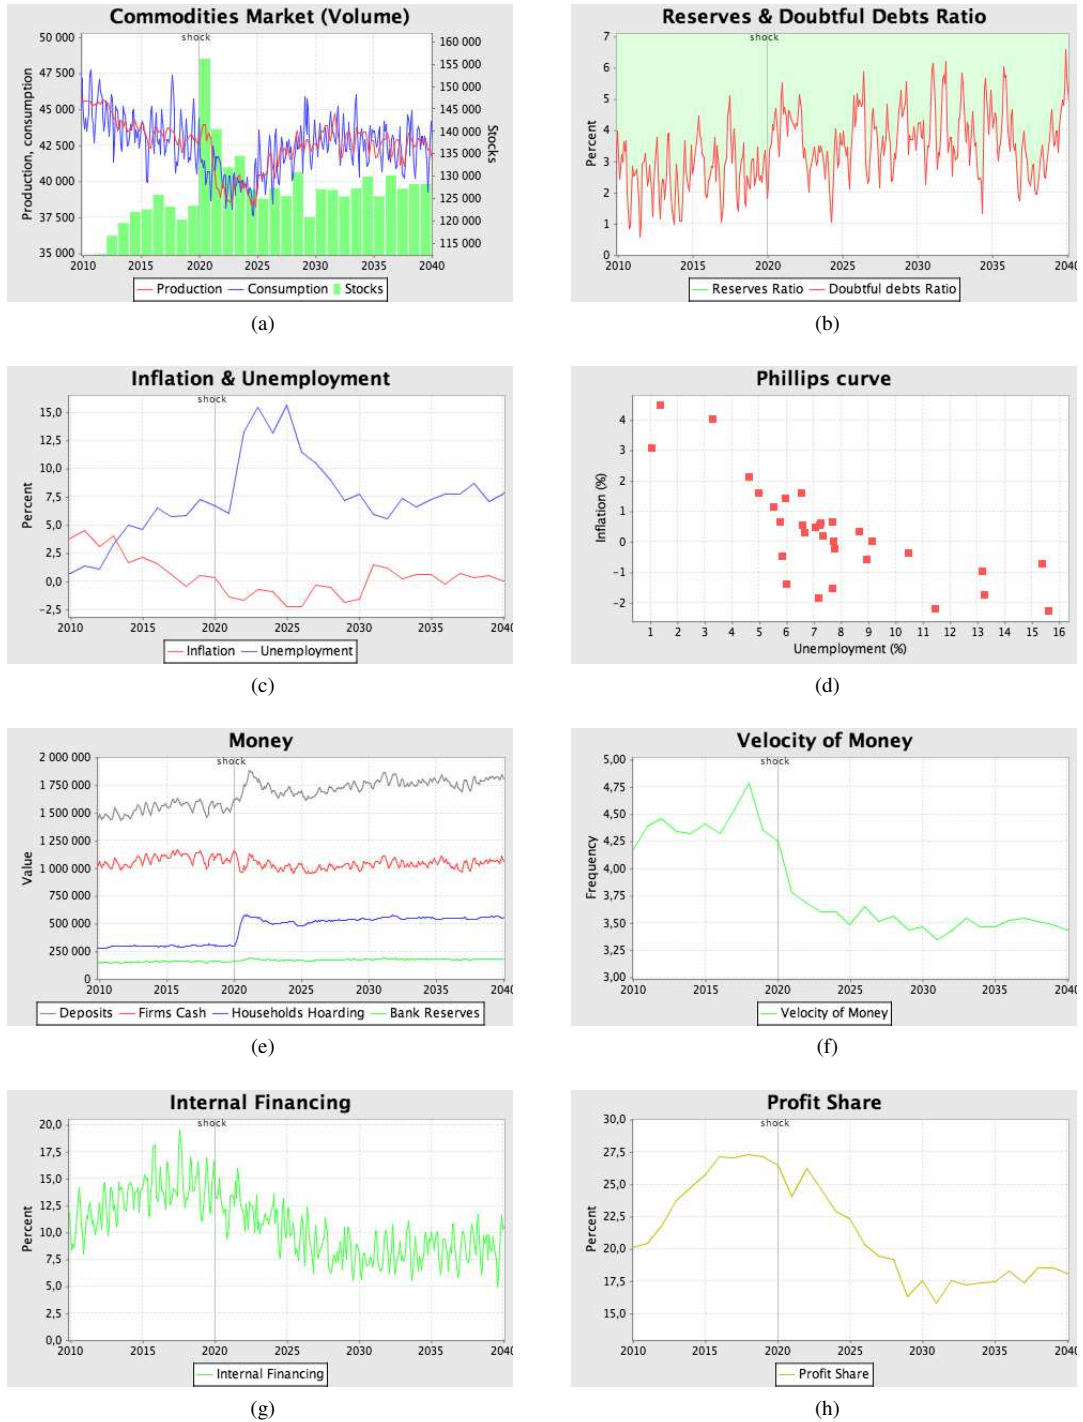 Commodities Market (Volume)
shock
50 000
47 500
45 000
42 500
40 000
37 500
35 000
Production, consumption
160 000
155 000
150 000
145 000
140 000
135 000
130 000
125 000
120 000
115 000
Stocks
2010 2015 2020 2025 2030 2035 2040
Production Consumption Stocks
(a)
Reserves & Doubtful Debts Ratio
shock
7
6
5
4
3
2
1
0
Percent
2010 2015 2020 2025 2030 2035 2040
Reserves Ratio Doubtful debts Ratio
(b)
Inflation & Unemployment
shock
15,0
12,5
10,0
7,5
5,0
2,5
0,0
−2,5
Percent
2010 2015 2020 2025 2030 2035 2040
Inflation Unemployment
(c)
Phillips curve
4
3
2
1
0
−1
−2
Inflation (%)
1 2 3 4 5 6 7 8 9 10 11 12 13 14 15 16
Unemployment (%)
(d)
Money
shock
2 000 000
1 750 000
1 500 000
1 250 000
1 000 000
750 000
500 000
250 000
0
Value
2010 2015 2020 2025 2030 2035 2040
Deposits Firms Cash Households Hoarding Bank Reserves
(e)
Velocity of Money
shock
5,00
4,75
4,50
4,25
4,00
3,75
3,50
3,25
3,00
Frequency
2010 2015 2020 2025 2030 2035 2040
Velocity of Money
(f)
Internal Financing
shock
20,0
17,5
15,0
12,5
10,0
7,5
5,0
2,5
0,0
Percent
2010 2015 2020 2025 2030 2035 2040
Internal Financing
(g)
Profit Share
shock
30,0
27,5
25,0
22,5
20,0
17,5
15,0
Percent
2010 2015 2020 2025 2030 2035 2040
Profit Share
(h)